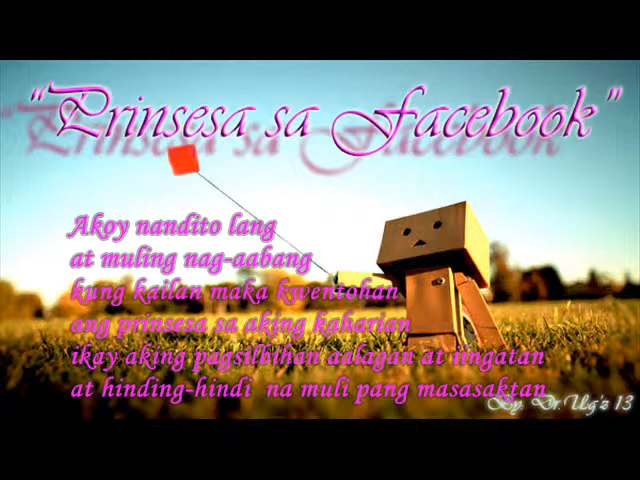 “Prinsesa sa Facebook”
Akoy nandito lang
at muling nag-aabang
kung kailan maka kwentohan
ang prinsesa sa aking kaharian
ikay aking pagsilbihan aalagan at iingatan
at hinding-hindi na muli pang masasaktan
By: Dr.Ug'z 13